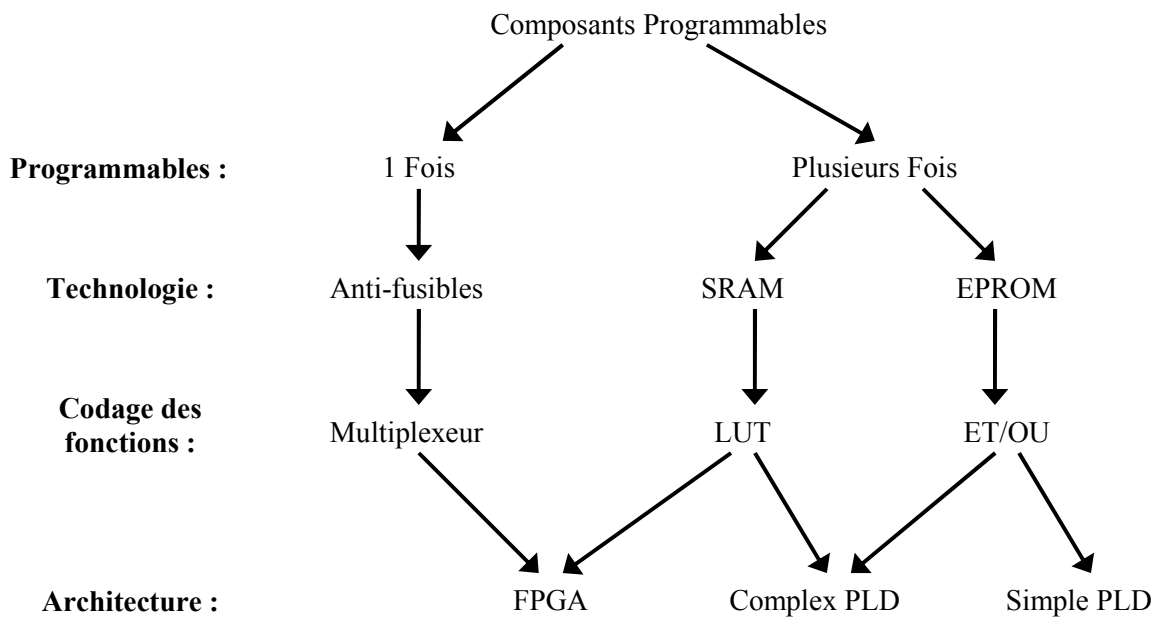 Composants Programmables
Programmables : 1 Fois Plusieurs Fois
Technologie : Anti-fusibles SRAM EPROM
Codage des
fonctions : Multiplexeur LUT ET/OU
Architecture : FPGA Complex PLD Simple PLD